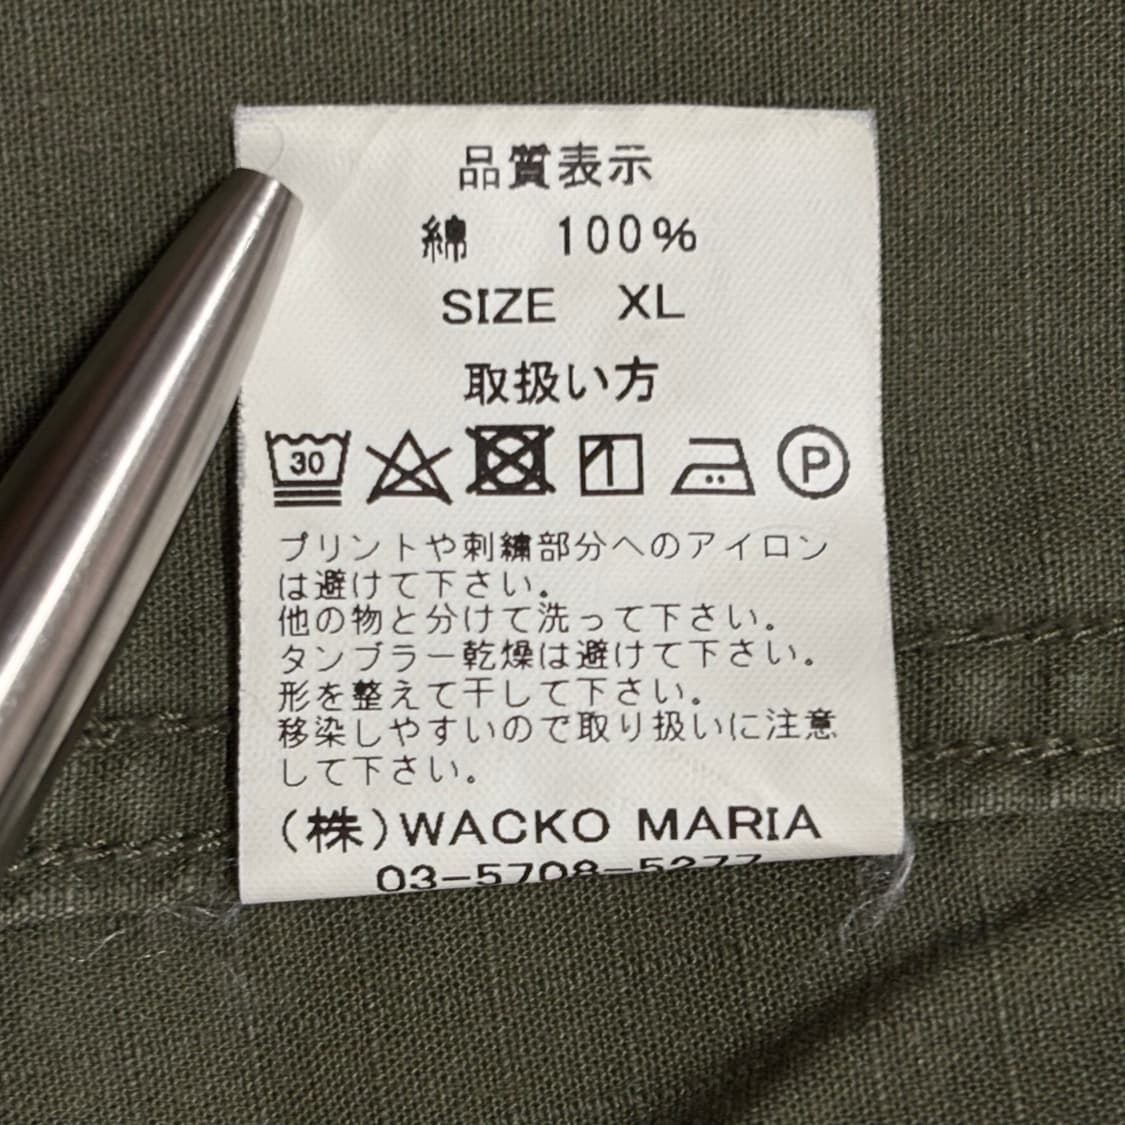 品質表示
綿 100%
SIZE XL
取扱い方
30 P
プリントや刺繍部分へのアイロン
は避けて下さい。
他の物と分けて洗って下さい。
タンブラー乾燥は避けて下さい。
形を整えて干して下さい。
移染しやすいので取り扱いに注意
して下さい。
(株)WACKO MARIA
03-5708-5277